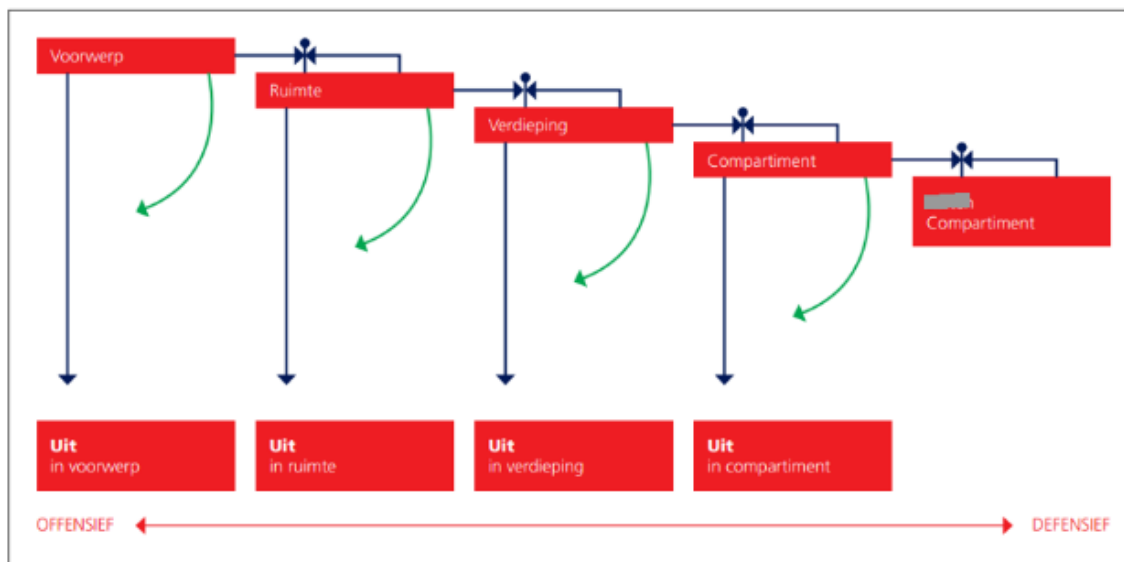 Voorwerp
Ruimte
Verdieping
Compartiment
Compartiment
Uit
in voorwerp
Uit
in ruimte
Uit
in verdieping
Uit
in compartiment
OFFENSIEF
DEFENSIEF